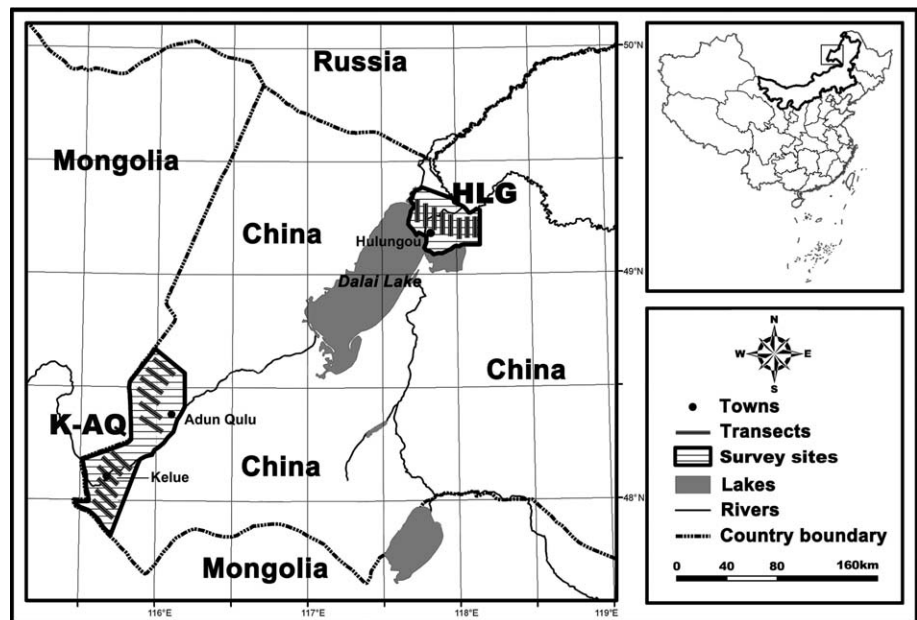 Russia
50°N
Mongolia
HLG
China
Hulungou
Dalai Lake
49°N
China
K-AQ
Adun Qulu
China
Kelue
48°N
Mongolia
116°E
117°E
118°E
119°E
N
W
E
S
Towns
Transects
Survey sites
Lakes
Rivers
Country boundary
0
40
80
160km